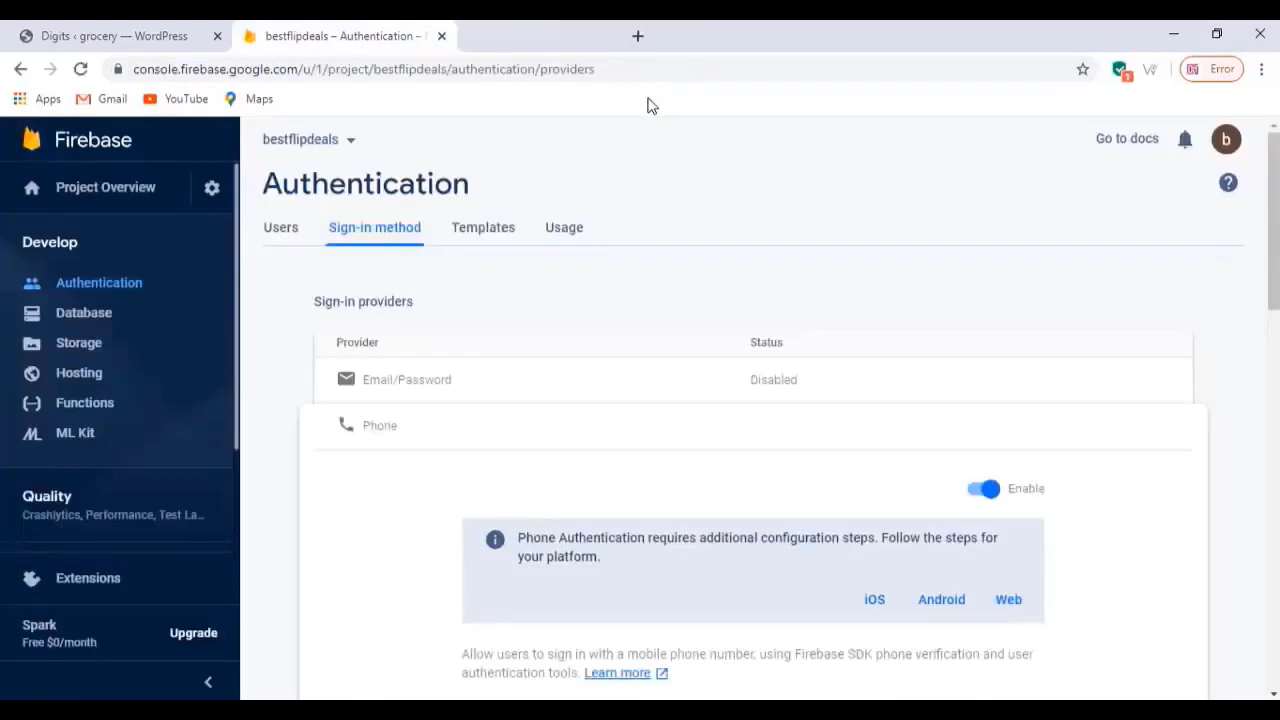 Digits ‹ grocery — WordPress
bestflipdeals – Authentication –
console.firebase.google.com/u/1/project/bestflipdeals/authentication/providers
1
Error
Apps
Gmail
YouTube
Maps
Firebase
bestflipdeals
Go to docs
b
Project Overview
Authentication
Users
Sign-in method
Templates
Usage
Develop
Authentication
Database
Storage
Hosting
Functions
ML Kit
Quality
Crashlytics, Performance, Test La...
Extensions
Spark
Free $0/month
Upgrade
Sign-in providers
Provider
Status
Email/Password
Disabled
Phone
Enable
Phone Authentication requires additional configuration steps. Follow the steps for
your platform.
iOS
Android
Web
Allow users to sign in with a mobile phone number, using Firebase SDK phone verification and user
authentication tools. Learn more